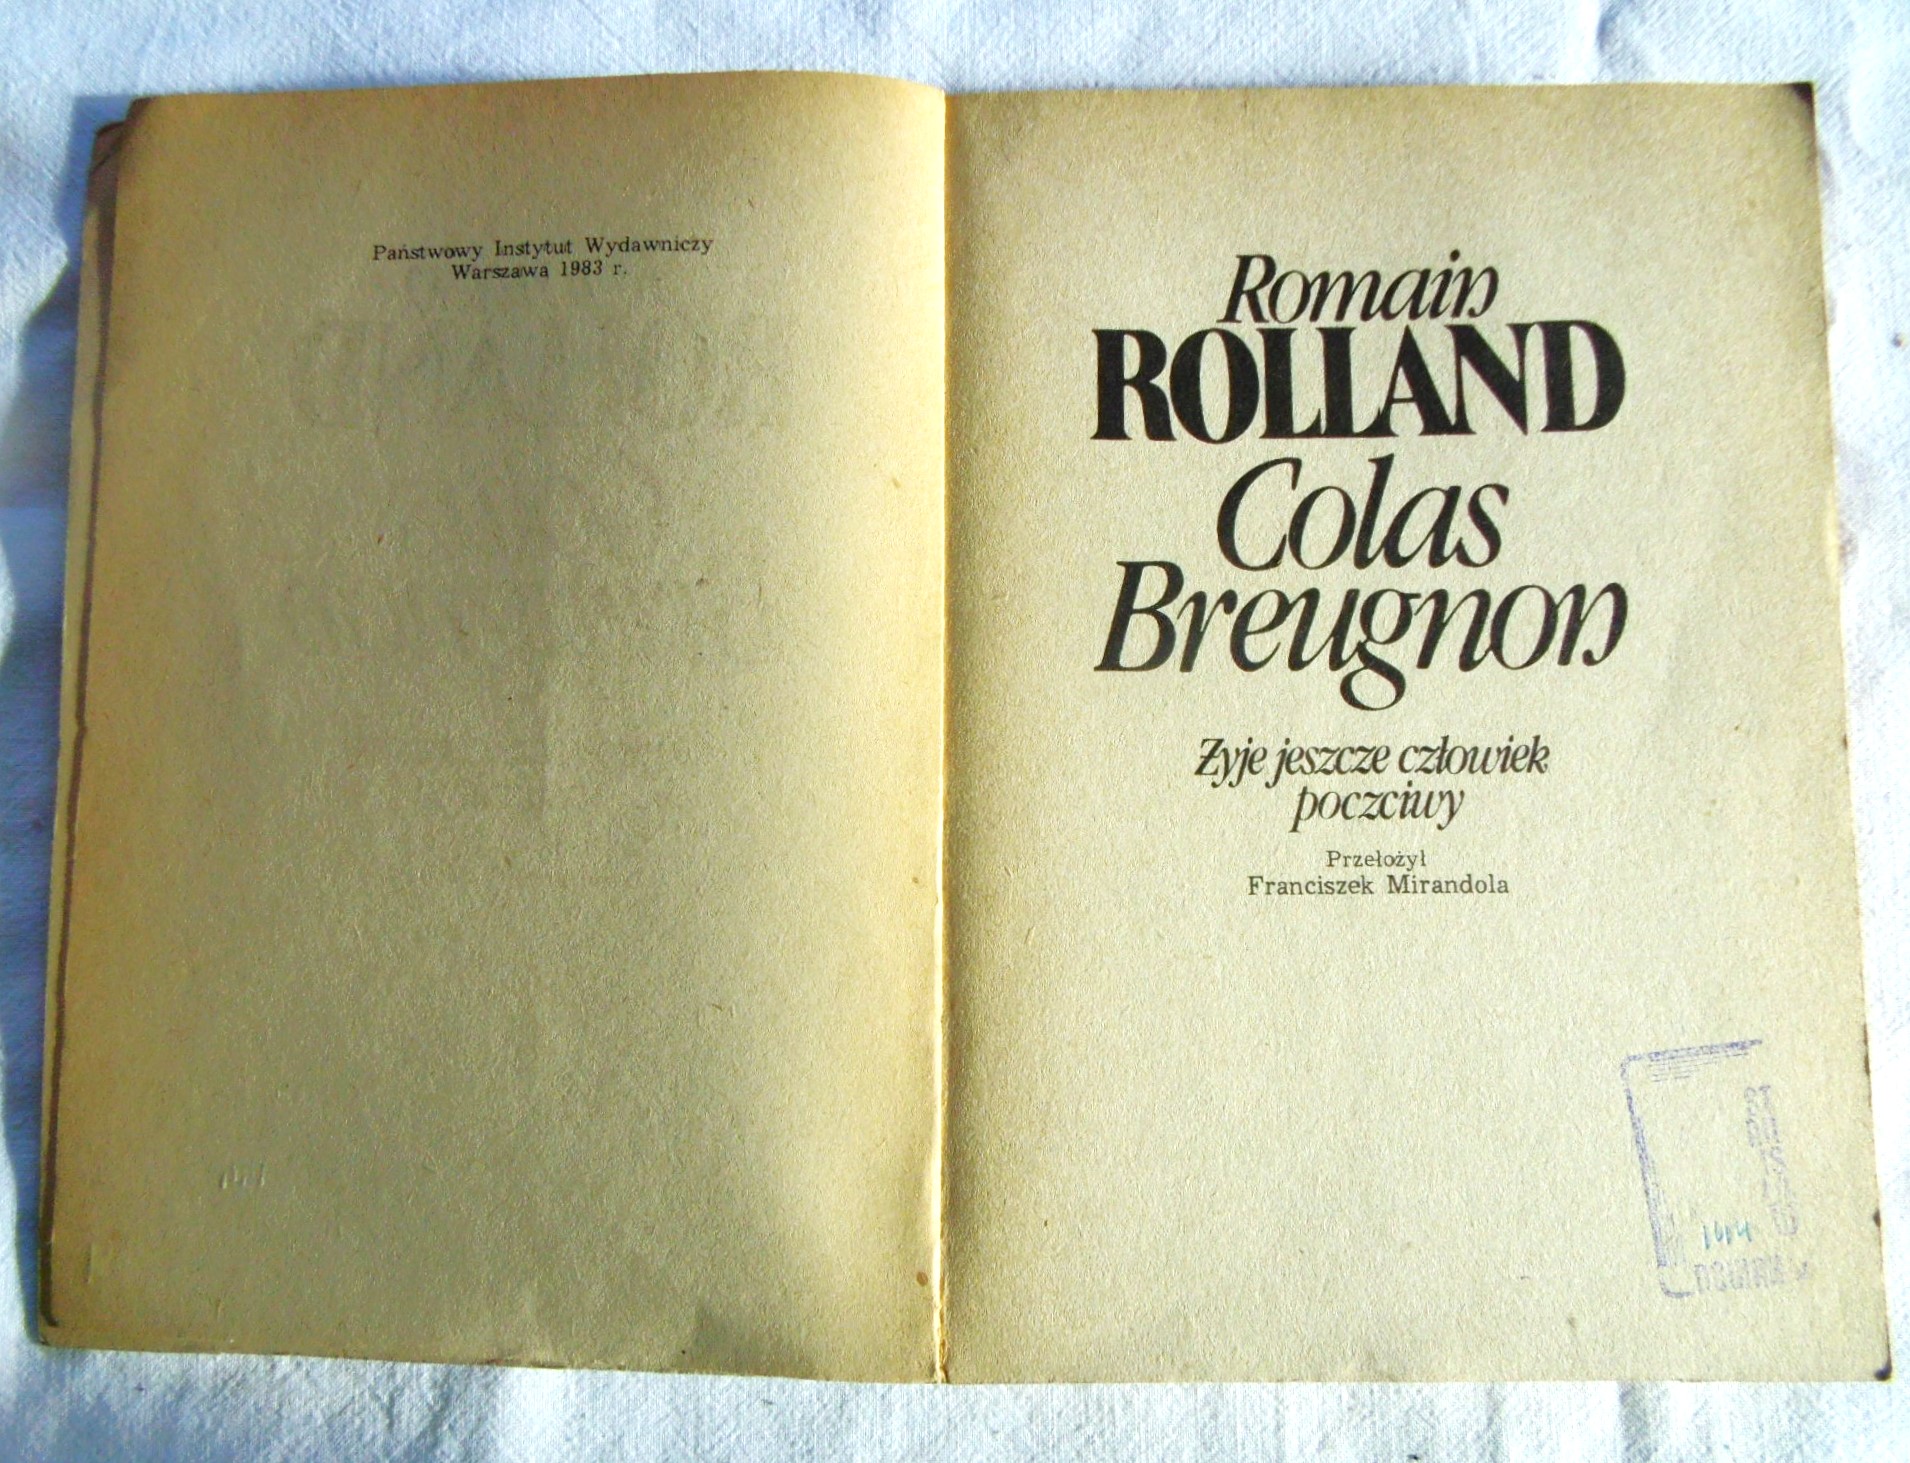 Państwowy Instytut Wydawniczy
Warszawa 1983 r.
Romain
ROLLAND
Colas
Breugnon
Żyje jeszcze człowiek
poczciwy
Przełożył
Franciszek Mirandola